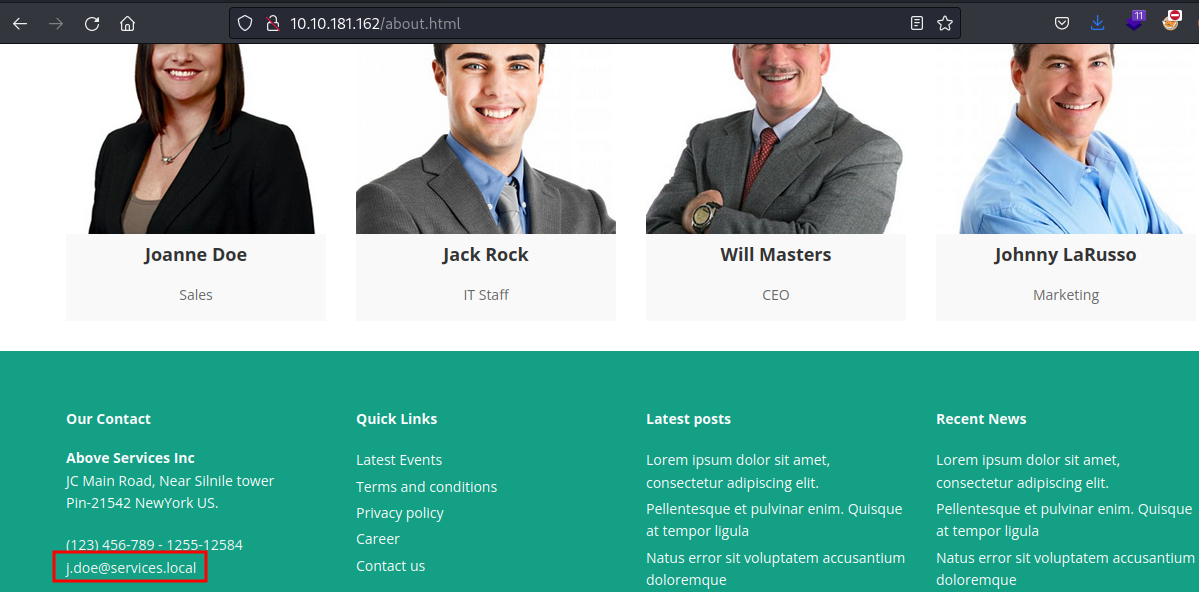 10.10.181.162/about.html
11
Joanne Doe
Sales
Jack Rock
IT Staff
Will Masters
CEO
Johnny LaRusso
Marketing
Our Contact
Above Services Inc
JC Main Road, Near Silnile tower
Pin-21542 NewYork US.
(123) 456-789 - 1255-12584
j.doe@services.local
Quick Links
Latest Events
Terms and conditions
Privacy policy
Career
Contact us
Latest posts
Lorem ipsum dolor sit amet,
consectetur adipiscing elit.
Pellentesque et pulvinar enim. Quisque
at tempor ligula
Natus error sit voluptatem accusantium
doloremque
Recent News
Lorem ipsum dolor sit amet,
consectetur adipiscing elit.
Pellentesque et pulvinar enim. Quisque
at tempor ligula
Natus error sit voluptatem accusantium
doloremque